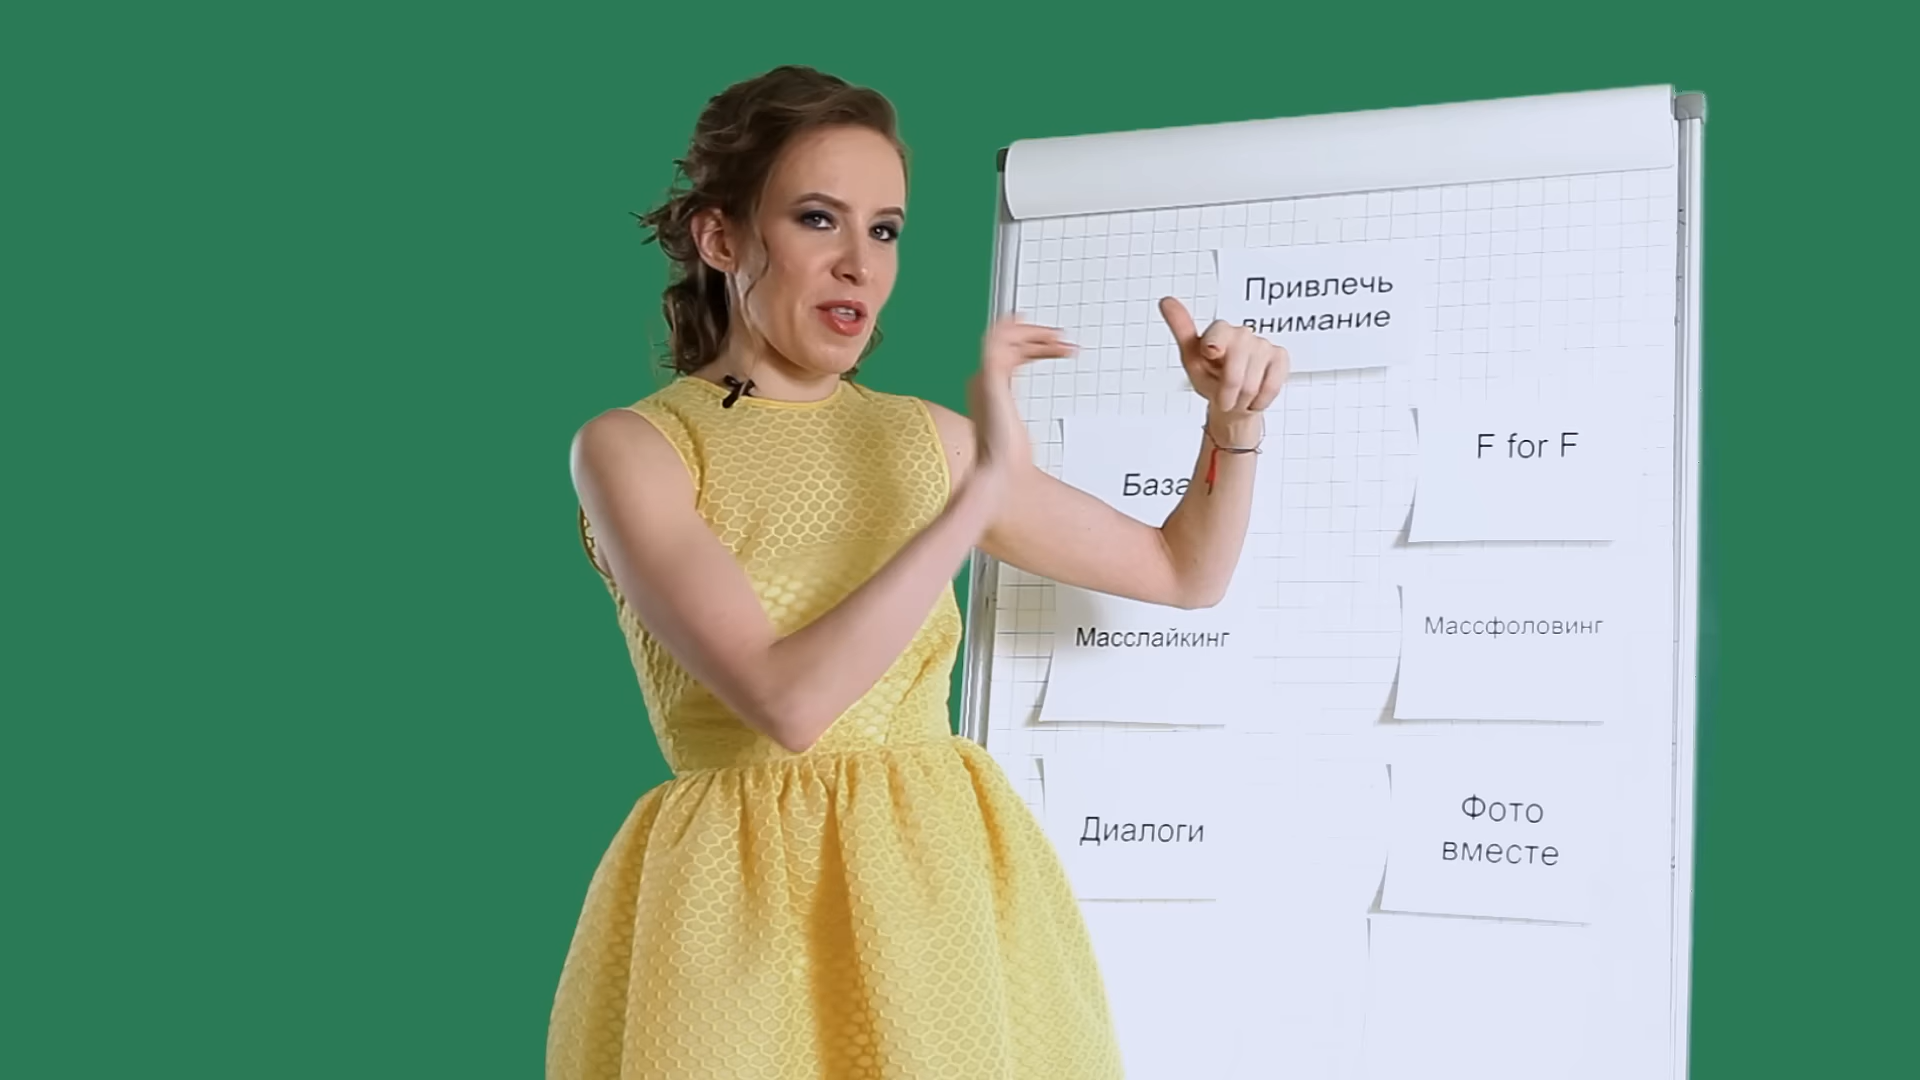 Привлечь
внимание
База
F for F
Масслайкинг
Массфоловинг
Диалоги
Фото
вместе